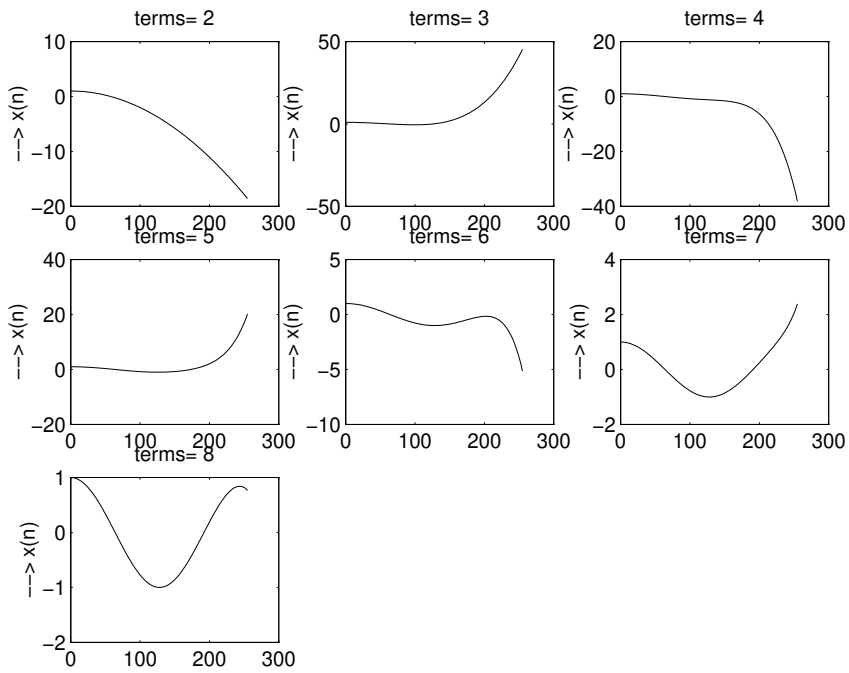 terms= 2
10
0
−10
−20
−−> x(n)
0 100 200 300
terms= 3
50
0
−50
−−> x(n)
0 100 200 300
terms= 4
20
0
−20
−40
−−> x(n)
0 100 200 300
terms= 5
40
20
0
−20
−−> x(n)
0 100 200 300
terms= 6
5
0
−5
−10
−−> x(n)
0 100 200 300
terms= 7
4
2
0
−2
−−> x(n)
0 100 200 300
terms= 8
1
0
−1
−2
−−> x(n)
0 100 200 300